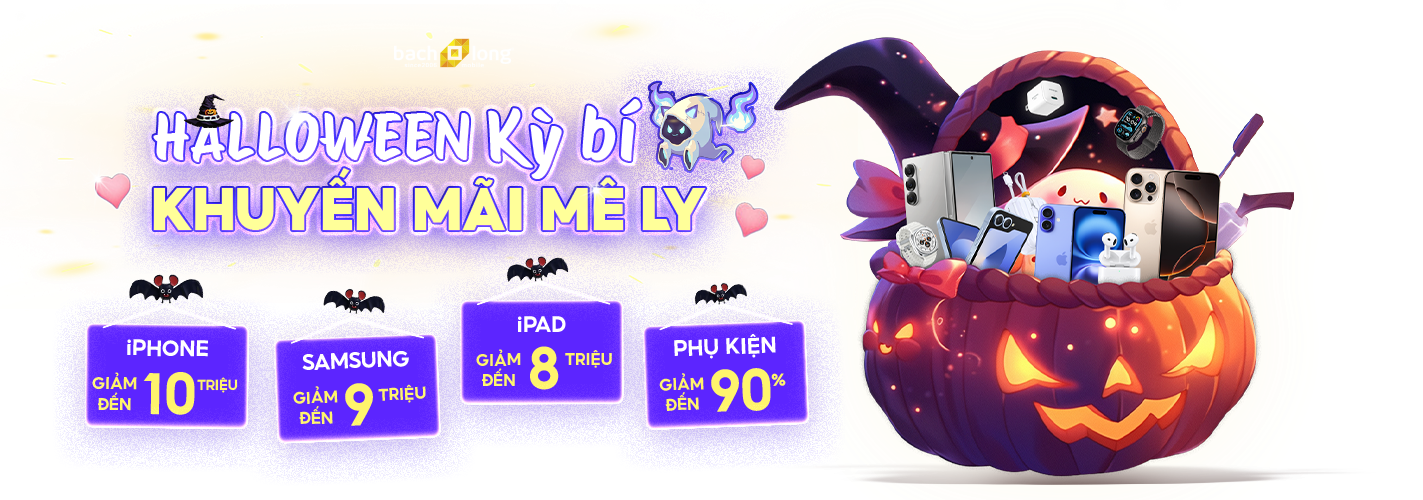 bach long
HALLOWEEN Kỳ bí
KHUYẾN MÃI MÊ LY
iPHONE
GIẢM ĐẾN 10 TRIỆU
SAMSUNG
GIẢM ĐẾN 9 TRIỆU
iPAD
GIẢM ĐẾN 8 TRIỆU
PHỤ KIỆN
GIẢM ĐẾN 90%